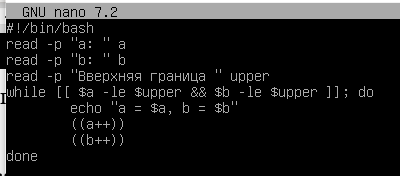 GNU nano 7.2
#!/bin/bash
read -p "a: " a
read -p "b: " b
read -p "Вверхняя граница " upper
while [[ $a -le $upper && $b -le $upper ]]; do
        echo "a = $a, b = $b"
        ((a++))
        ((b++))
done